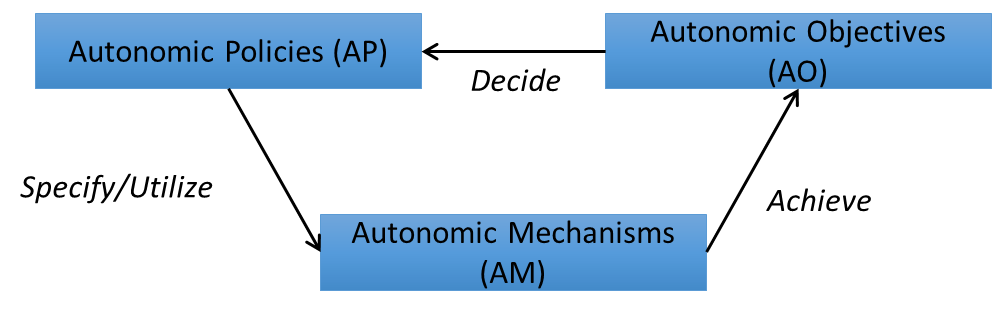 Autonomic Policies (AP)
Autonomic Objectives
(AO)
Decide
Specify/Utilize
Achieve
Autonomic Mechanisms
(AM)